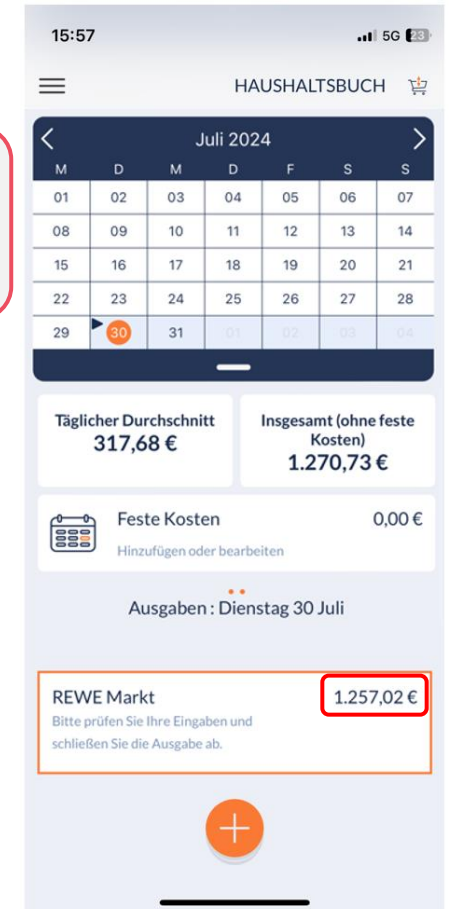 15:57 5G 23
HAUSHALTSBUCH
Juli 2024
M D M D F S S
01 02 03 04 05 06 07
08 09 10 11 12 13 14
15 16 17 18 19 20 21
22 23 24 25 26 27 28
29 30 31 01 02 03 04
Täglicher Durchschnitt
317,68 €
Insgesamt (ohne feste
Kosten)
1.270,73 €
Feste Kosten 0,00 €
Hinzufügen oder bearbeiten
Ausgaben : Dienstag 30 Juli
REWE Markt 1.257,02 €
Bitte prüfen Sie Ihre Eingaben und
schließen Sie die Ausgabe ab.